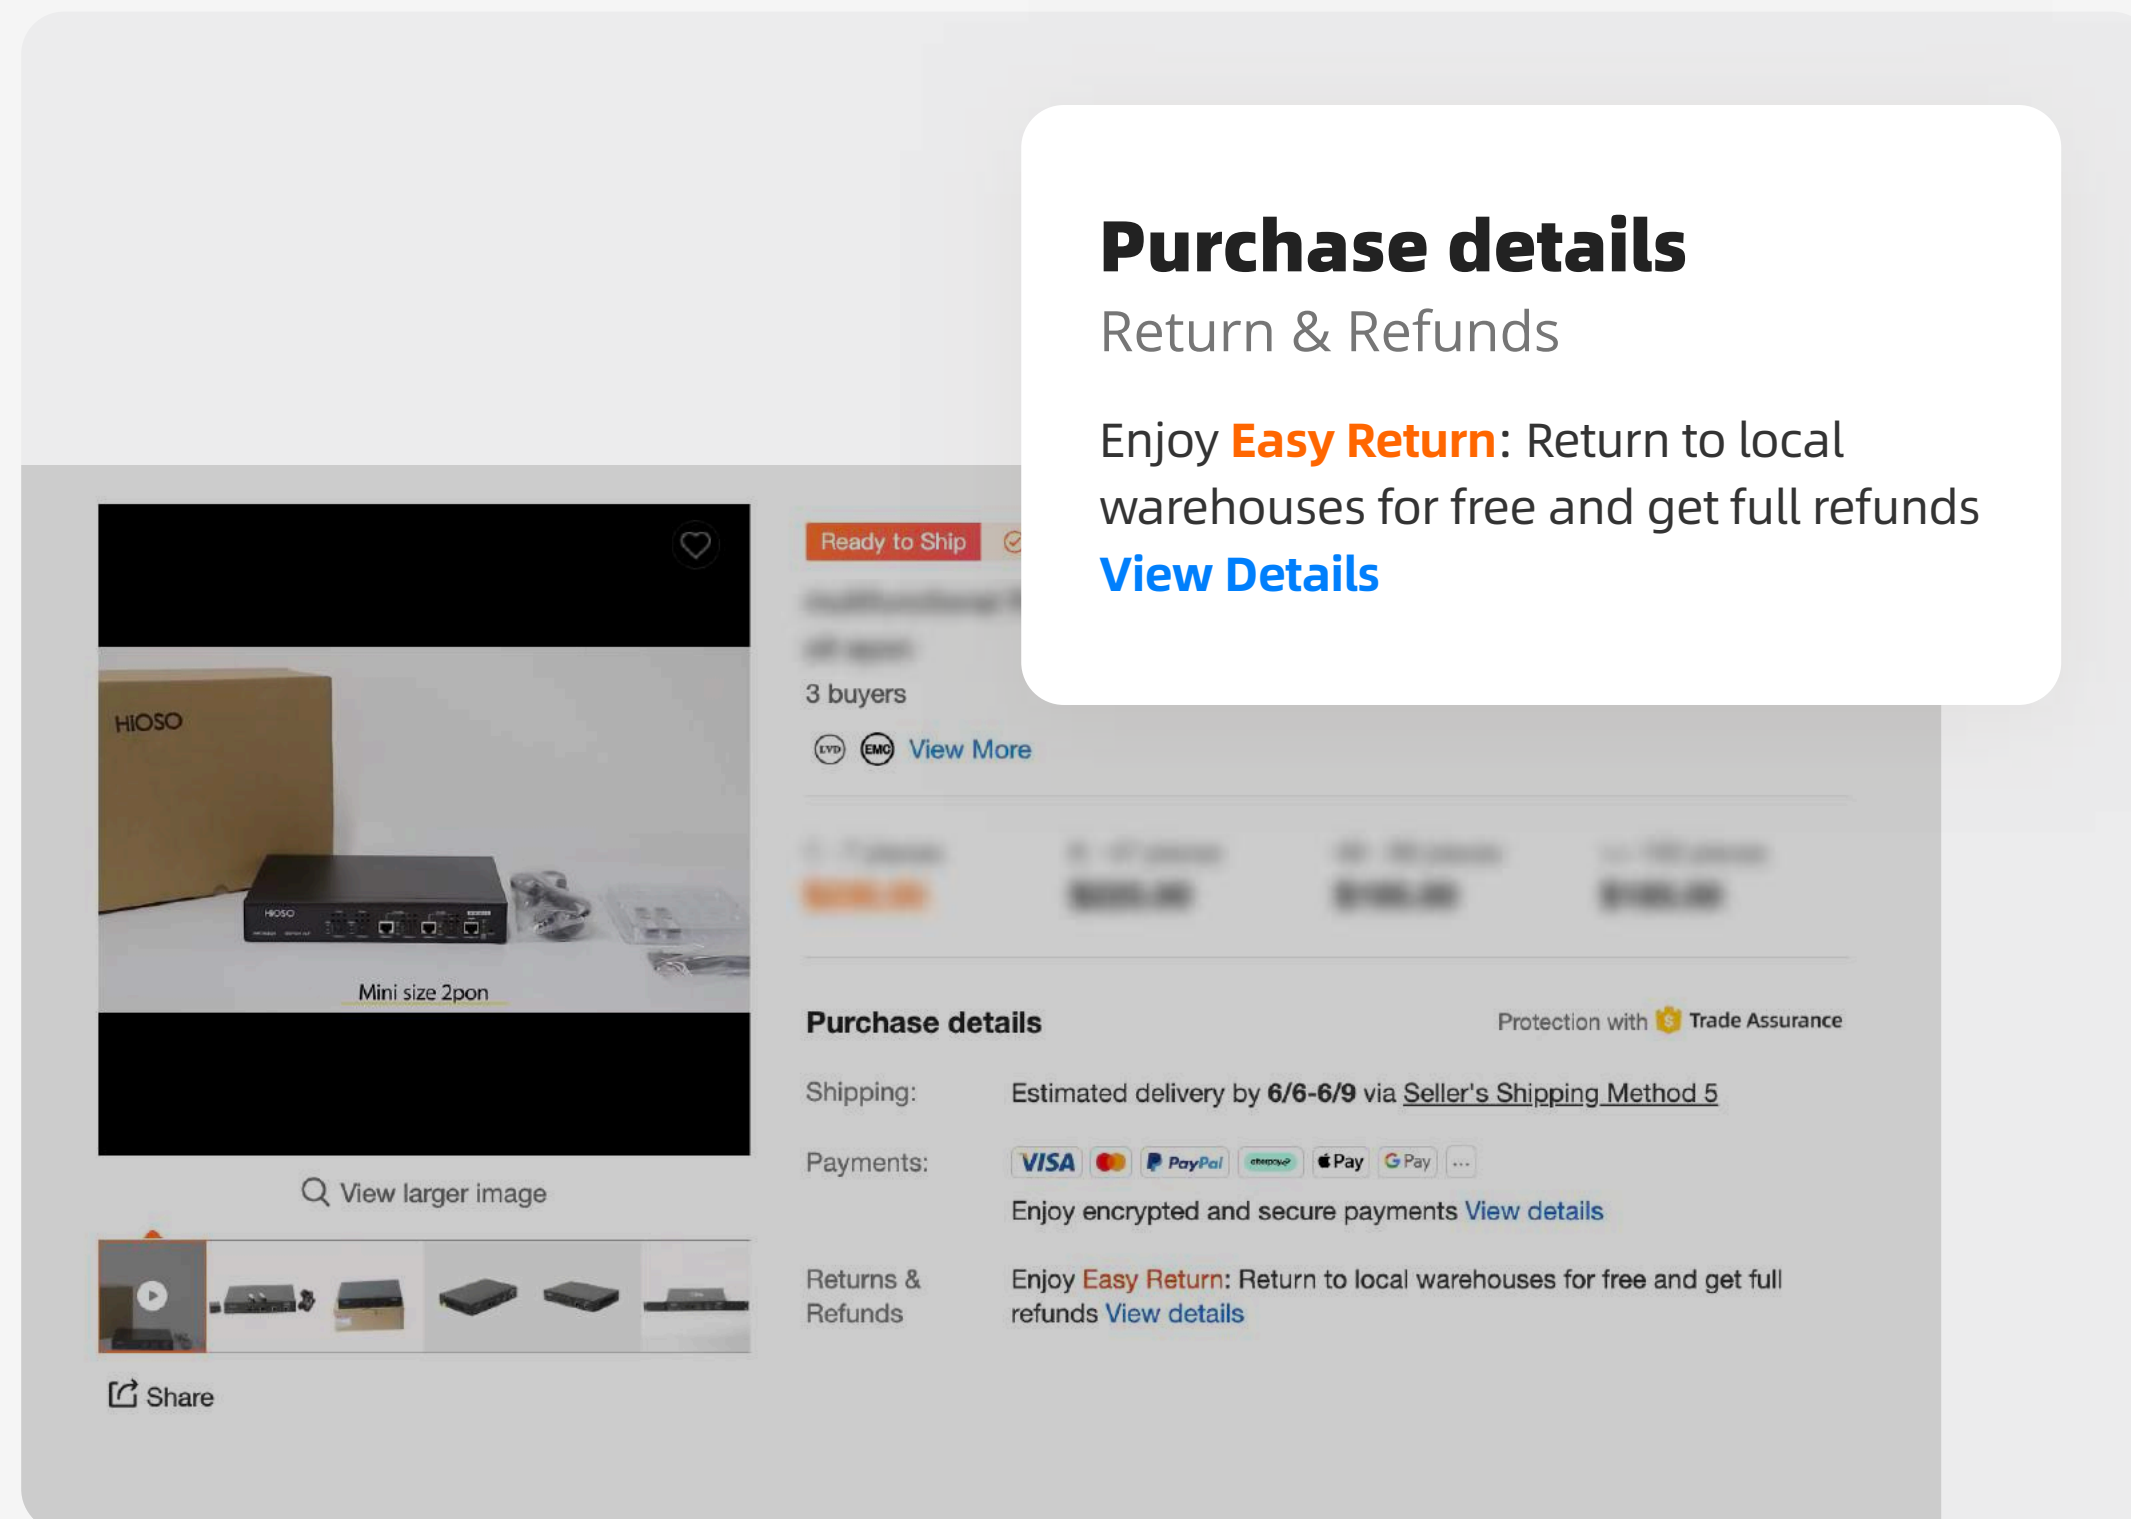 Purchase details
Return & Refunds
Enjoy Easy Return: Return to local
warehouses for free and get full refunds
View Details
Ready to Ship
3 buyers
LVD EMC View More
HIOSO
HIOSO
Mini size 2pon
View larger image
Share
Purchase details
Protection with Trade Assurance
Shipping: Estimated delivery by 6/6-6/9 via Seller's Shipping Method 5
Payments: VISA PayPal afterpay Pay G Pay ...
Enjoy encrypted and secure payments View details
Returns & Refunds
Enjoy Easy Return: Return to local warehouses for free and get full
refunds View details